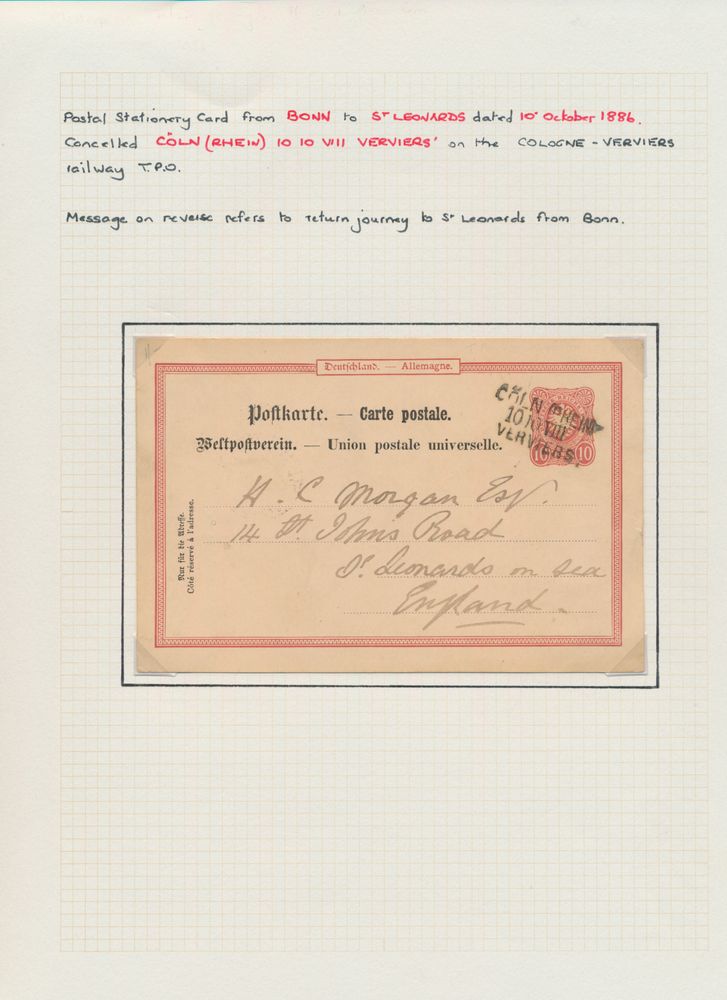 Postal Stationery Card from BONN to St LEONARDS dated 10' October 1886.
Cancelled CÖLN (RHEIN) 10 10 VIII VERVIERS' on the COLOGNE - VERVIERS
railway T.P.O.
Message on reverse refers to return journey to St Leonards from Bonn.
Deutschland. — Allemagne.
Postkarte. — Carte postale.
Weltpostverein. — Union postale universelle.
CÖLN (RHEIN)
10 10 VIII
VERVIERS.
10 10
Nur für die Adresse.
Côté réservé à l'adresse.
H. C Morgan Esq.
14 St Johns Road
St Leonards on Sea
England.